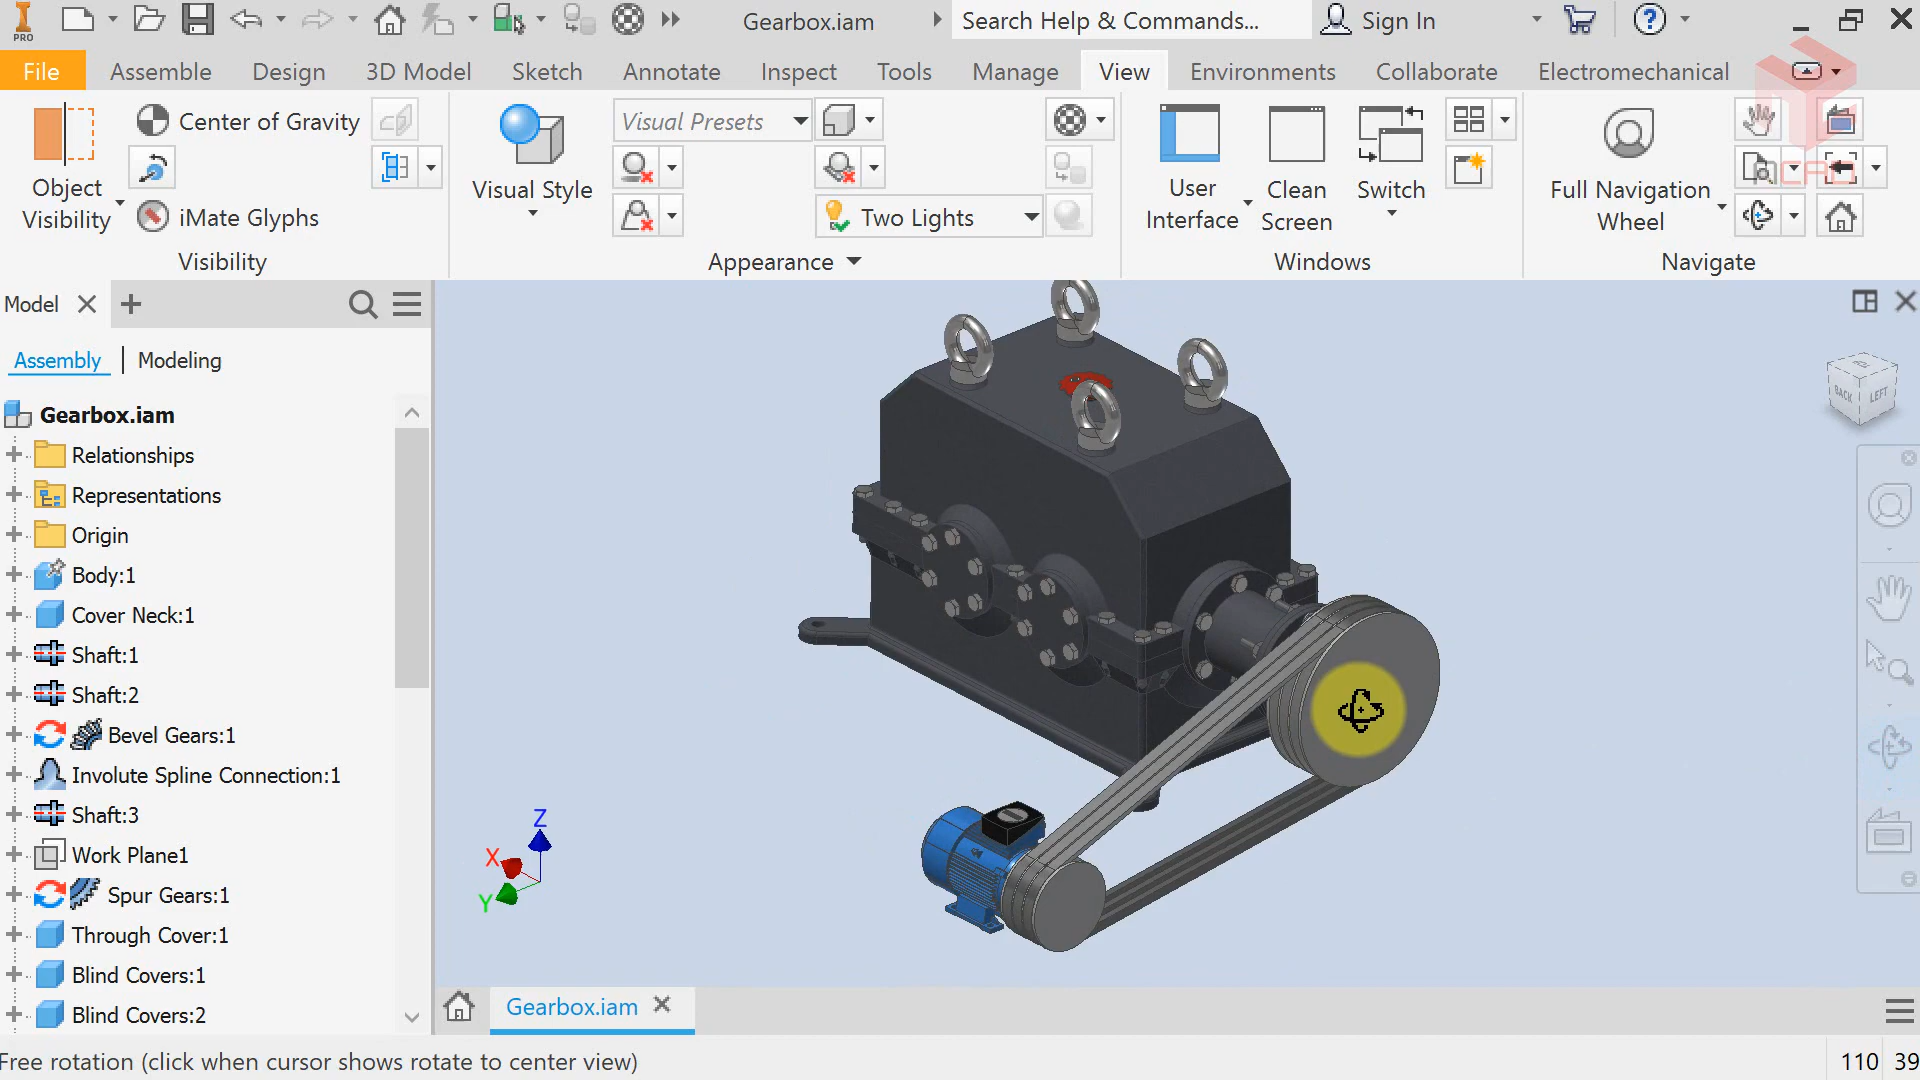 PRO
Gearbox.iam
Search Help & Commands...
Sign In
File
Assemble
Design
3D Model
Sketch
Annotate
Inspect
Tools
Manage
View
Environments
Collaborate
Electromechanical
Object Visibility
Center of Gravity
iMate Glyphs
Visibility
Visual Style
Visual Presets
Two Lights
Appearance
User Interface
Clean Screen
Switch
Windows
Full Navigation Wheel
Navigate
Model
Assembly
Modeling
Gearbox.iam
Relationships
Representations
Origin
Body:1
Cover Neck:1
Shaft:1
Shaft:2
Bevel Gears:1
Involute Spline Connection:1
Shaft:3
Work Plane1
Spur Gears:1
Through Cover:1
Blind Covers:1
Blind Covers:2
BACK
LEFT
Z
X
Y
Gearbox.iam
Free rotation (click when cursor shows rotate to center view)
110 39